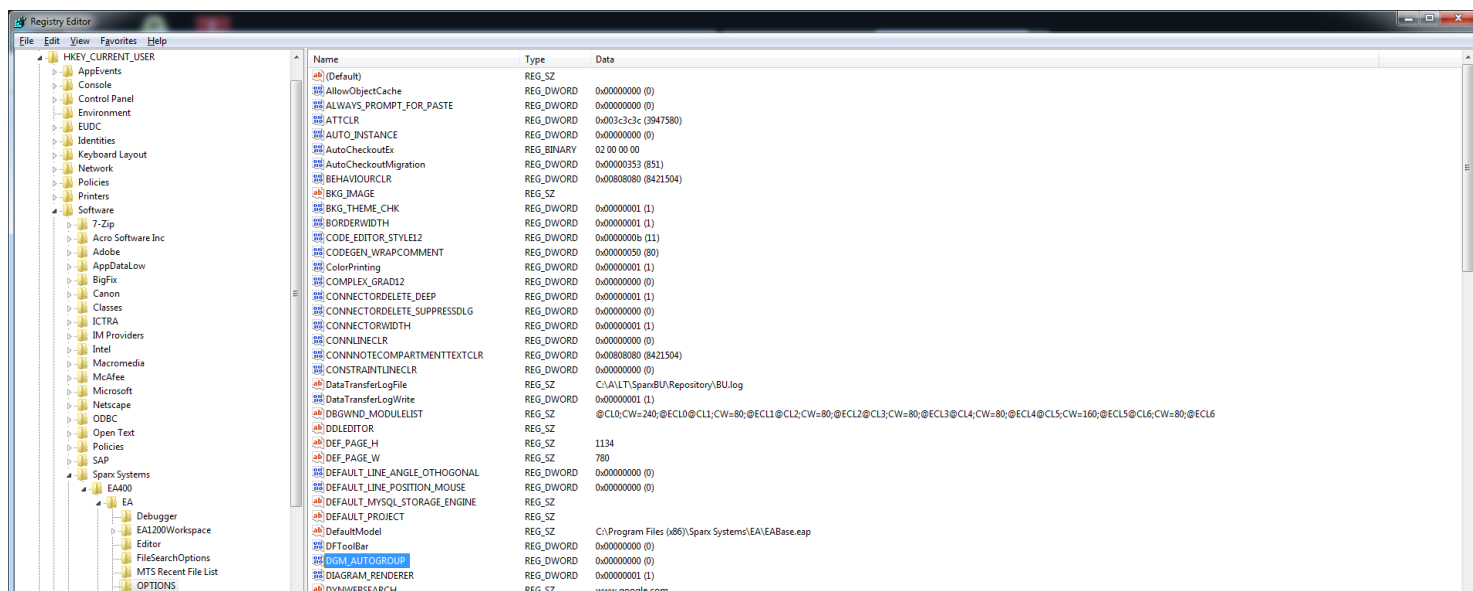 Registry Editor
File Edit View Favorites Help
HKEY_CURRENT_USER
AppEvents
Console
Control Panel
Environment
EUDC
Identities
Keyboard Layout
Network
Policies
Printers
Software
7-Zip
Acro Software Inc
Adobe
AppDataLow
BigFix
Canon
Classes
ICTRA
IM Providers
Intel
Macromedia
McAfee
Microsoft
Netscape
ODBC
Open Text
Policies
SAP
Sparx Systems
EA400
EA
Debugger
EA1200Workspace
Editor
FileSearchOptions
MTS Recent File List
OPTIONS
Name Type Data
(Default) REG_SZ
AllowObjectCache REG_DWORD 0x00000000 (0)
ALWAYS_PROMPT_FOR_PASTE REG_DWORD 0x00000000 (0)
ATTCLR REG_DWORD 0x003c3c3c (3947580)
AUTO_INSTANCE REG_DWORD 0x00000000 (0)
AutoCheckoutEx REG_BINARY 02 00 00 00
AutoCheckoutMigration REG_DWORD 0x00000353 (851)
BEHAVIOURCLR REG_DWORD 0x00808080 (8421504)
BKG_IMAGE REG_SZ
BKG_THEME_CHK REG_DWORD 0x00000001 (1)
BORDERWIDTH REG_DWORD 0x00000001 (1)
CODE_EDITOR_STYLE12 REG_DWORD 0x0000000b (11)
CODEGEN_WRAPCOMMENT REG_DWORD 0x00000050 (80)
ColorPrinting REG_DWORD 0x00000001 (1)
COMPLEX_GRAD12 REG_DWORD 0x00000000 (0)
CONNECTORDELETE_DEEP REG_DWORD 0x00000001 (1)
CONNECTORDELETE_SUPPRESSDLG REG_DWORD 0x00000000 (0)
CONNECTORWIDTH REG_DWORD 0x00000001 (1)
CONNLINECLR REG_DWORD 0x00000000 (0)
CONNNOTECOMPARTMENTTEXTCLR REG_DWORD 0x00808080 (8421504)
CONSTRAINTLINECLR REG_DWORD 0x00000000 (0)
DataTransferLogFile REG_SZ C:\A\LT\SparxBU\Repository\BU.log
DataTransferLogWrite REG_DWORD 0x00000001 (1)
DBGWND_MODULELIST REG_SZ @CL0;CW=240;@ECL0@CL1;CW=80;@ECL1@CL2;CW=80;@ECL2@CL3;CW=80;@ECL3@CL4;CW=80;@ECL4@CL5;CW=160;@ECL5@CL6;CW=80;@ECL6
DDLEDITOR REG_SZ
DEF_PAGE_H REG_SZ 1134
DEF_PAGE_W REG_SZ 780
DEFAULT_LINE_ANGLE_OTHOGONAL REG_DWORD 0x00000000 (0)
DEFAULT_LINE_POSITION_MOUSE REG_DWORD 0x00000000 (0)
DEFAULT_MYSQL_STORAGE_ENGINE REG_SZ
DEFAULT_PROJECT REG_SZ
DefaultModel REG_SZ C:\Program Files (x86)\Sparx Systems\EA\EABase.eap
DFToolBar REG_DWORD 0x00000000 (0)
DGM_AUTOGROUP REG_DWORD 0x00000000 (0)
DIAGRAM_RENDERER REG_DWORD 0x00000001 (1)
DYNWEBSEARCH REG_SZ www.google.com